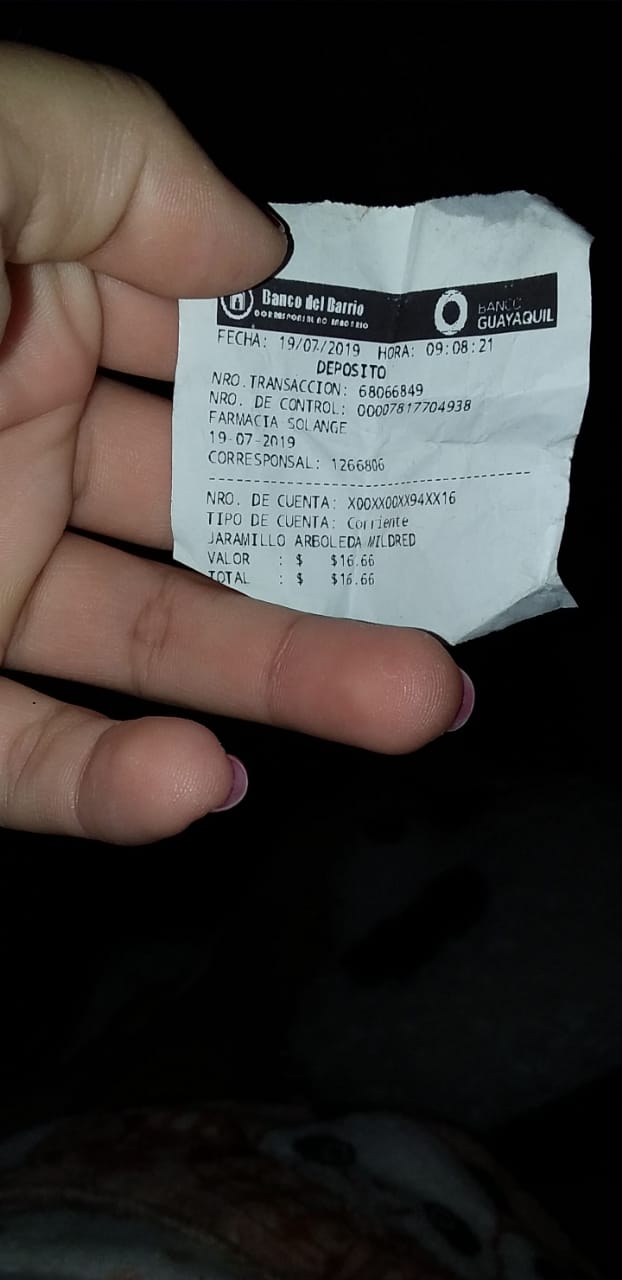 Banco del Barrio
CORRESPONSAL NO BANCARIO
BANCO
GUAYAQUIL
FECHA: 19/07/2019 HORA: 09:08:21
DEPOSITO
NRO.TRANSACCION: 68066849
NRO. DE CONTROL: 00007817704938
FARMACIA SOLANGE
19-07-2019
CORRESPONSAL: 1266806
NRO. DE CUENTA: X00XX00XX94XX16
TIPO DE CUENTA: Corriente
JARAMILLO ARBOLEDA MILDRED
VALOR : $ $16.66
TOTAL : $ $16.66